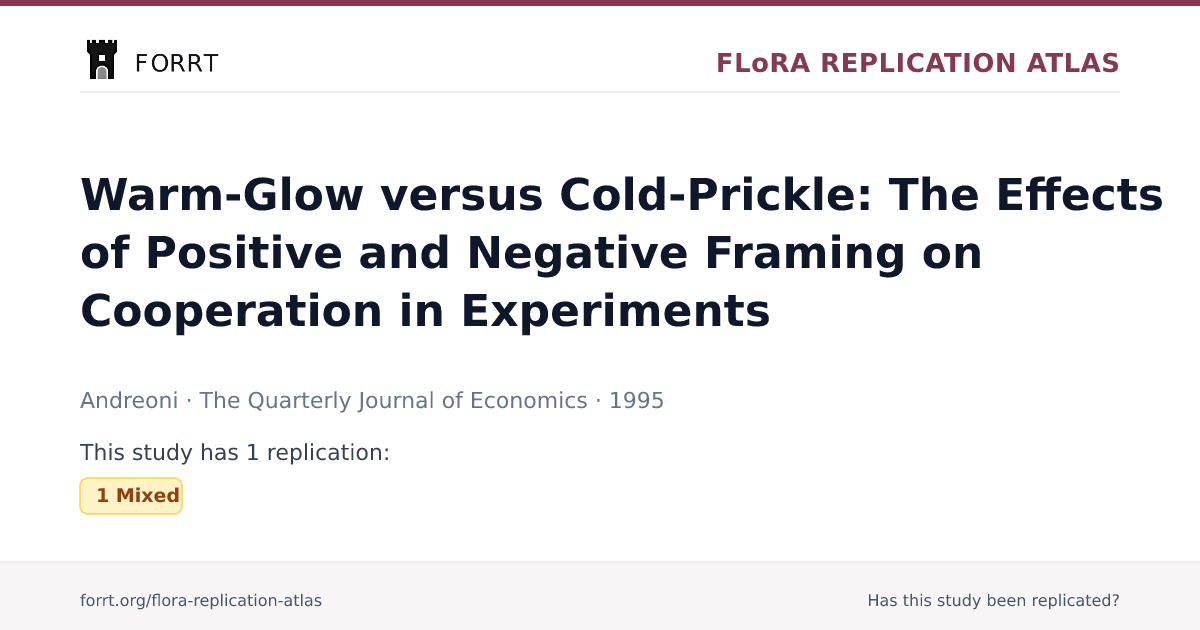 FORRT
FLoRA REPLICATION ATLAS
Warm-Glow versus Cold-Prickle: The Effects
of Positive and Negative Framing on
Cooperation in Experiments
Andreoni · The Quarterly Journal of Economics · 1995
This study has 1 replication:
1 Mixed
forrt.org/flora-replication-atlas
Has this study been replicated?